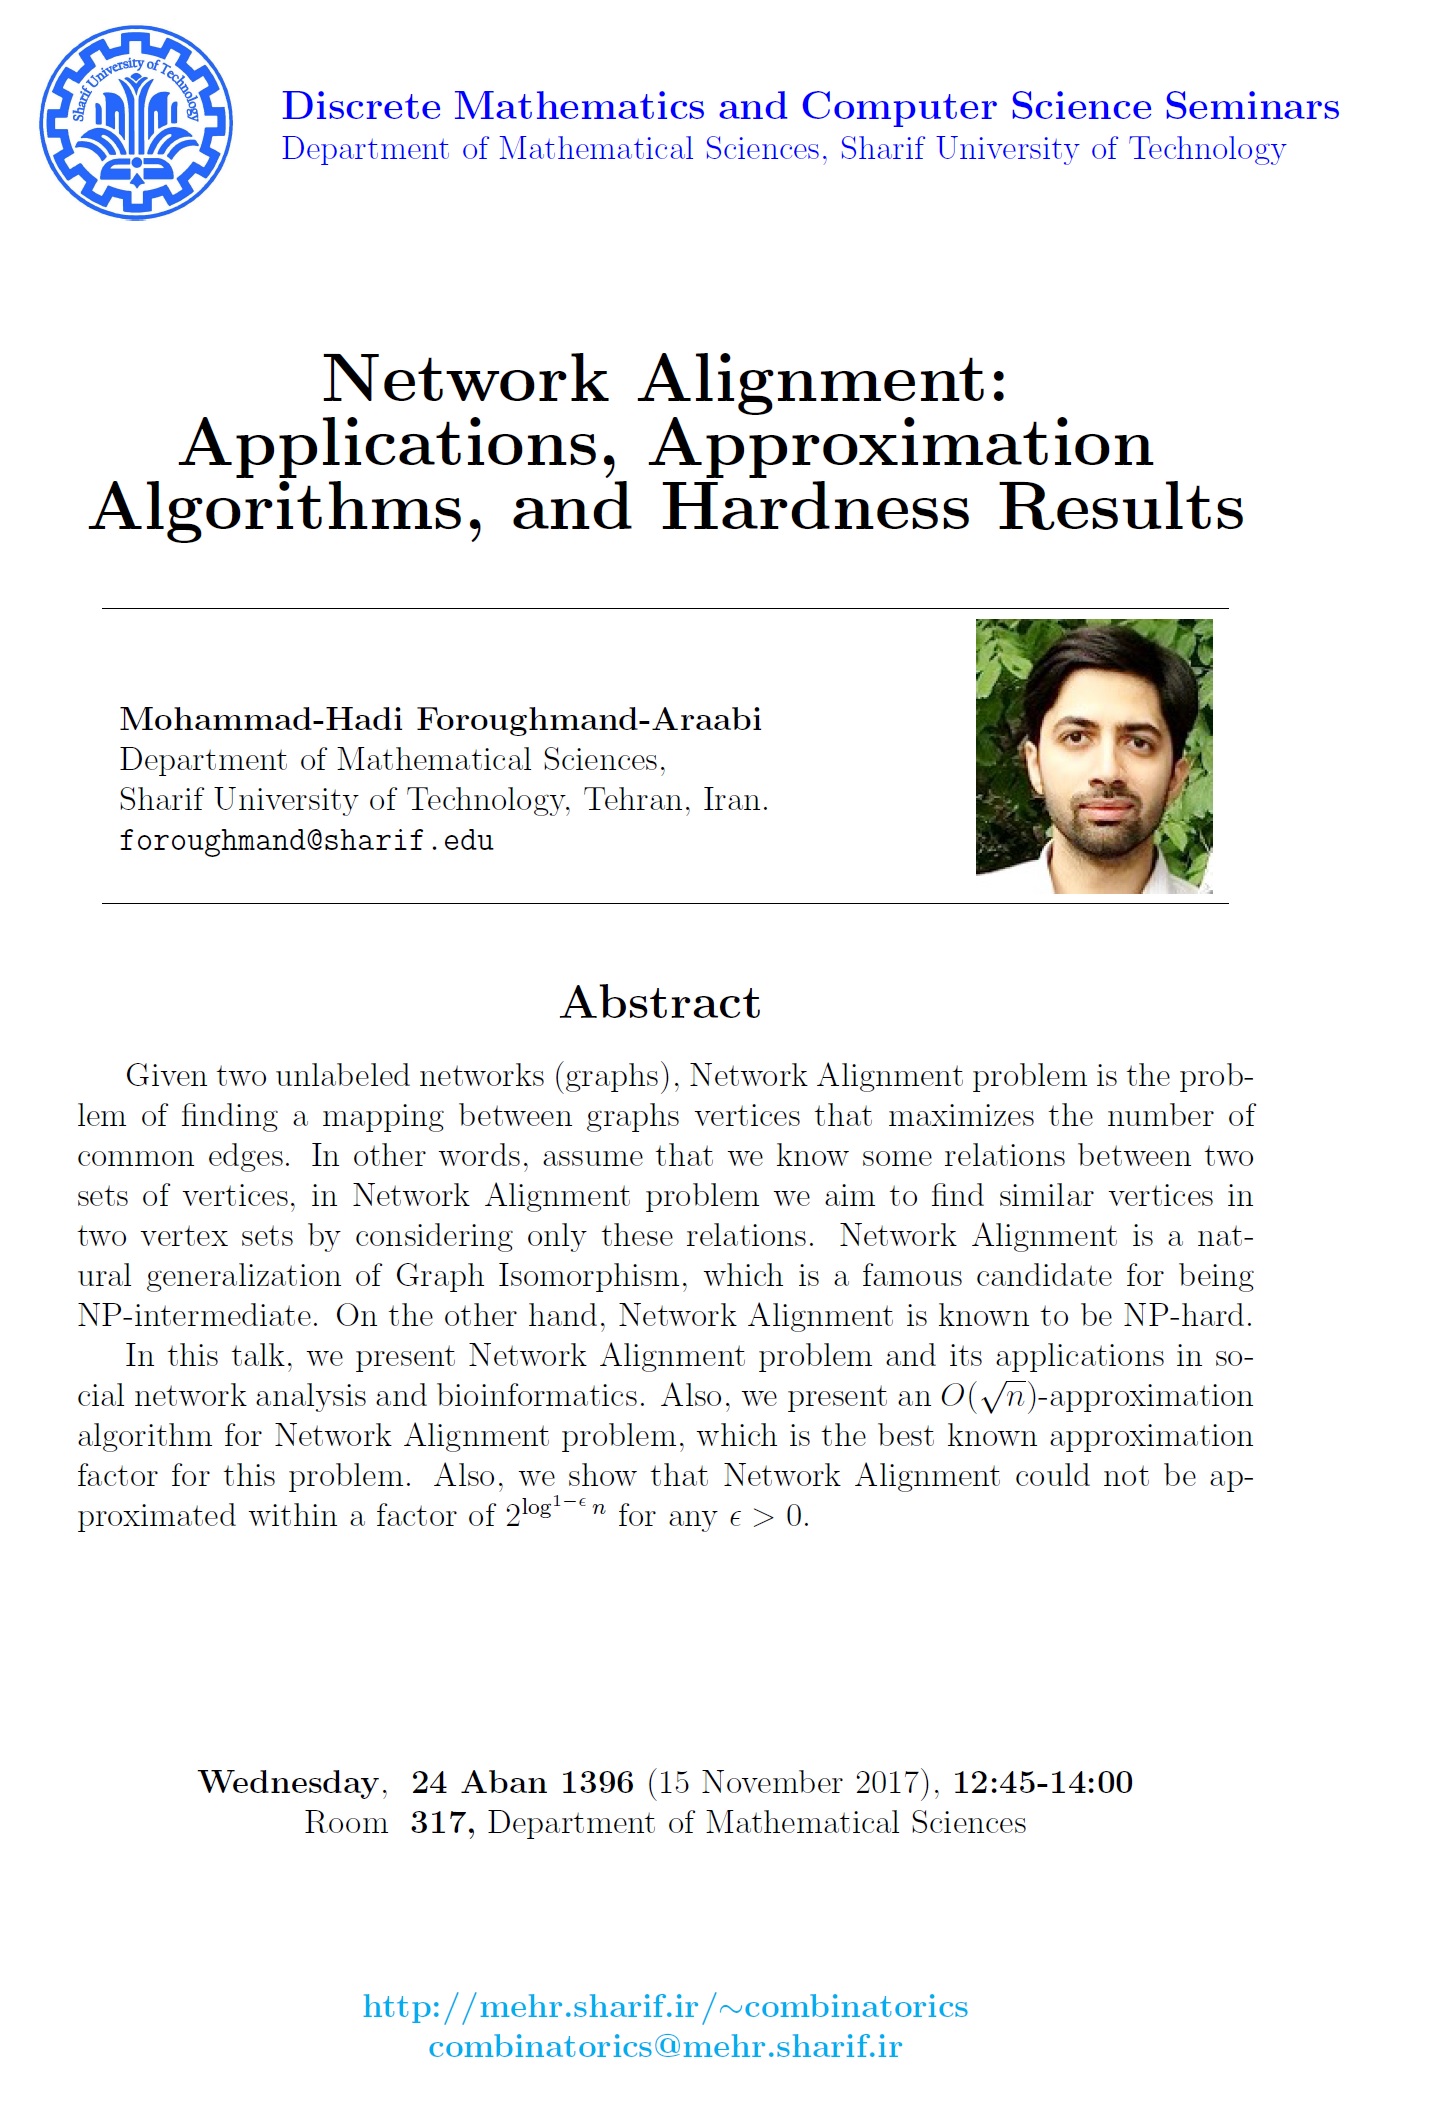 Sharif University of Technology
Discrete Mathematics and Computer Science Seminars
Department of Mathematical Sciences, Sharif University of Technology
Network Alignment:
Applications, Approximation
Algorithms, and Hardness Results
Mohammad-Hadi Foroughmand-Araabi
Department of Mathematical Sciences,
Sharif University of Technology, Tehran, Iran.
foroughmand@sharif.edu
Abstract
Given two unlabeled networks (graphs), Network Alignment problem is the prob-
lem of finding a mapping between graphs vertices that maximizes the number of
common edges. In other words, assume that we know some relations between two
sets of vertices, in Network Alignment problem we aim to find similar vertices in
two vertex sets by considering only these relations. Network Alignment is a nat-
ural generalization of Graph Isomorphism, which is a famous candidate for being
NP-intermediate. On the other hand, Network Alignment is known to be NP-hard.
In this talk, we present Network Alignment problem and its applications in so-
cial network analysis and bioinformatics. Also, we present an O(√n)-approximation
algorithm for Network Alignment problem, which is the best known approximation
factor for this problem. Also, we show that Network Alignment could not be ap-
proximated within a factor of 2^{log^{1−ϵ} n} for any ϵ > 0.
Wednesday, 24 Aban 1396 (15 November 2017), 12:45-14:00
Room 317, Department of Mathematical Sciences
http://mehr.sharif.ir/~combinatorics
combinatorics@mehr.sharif.ir